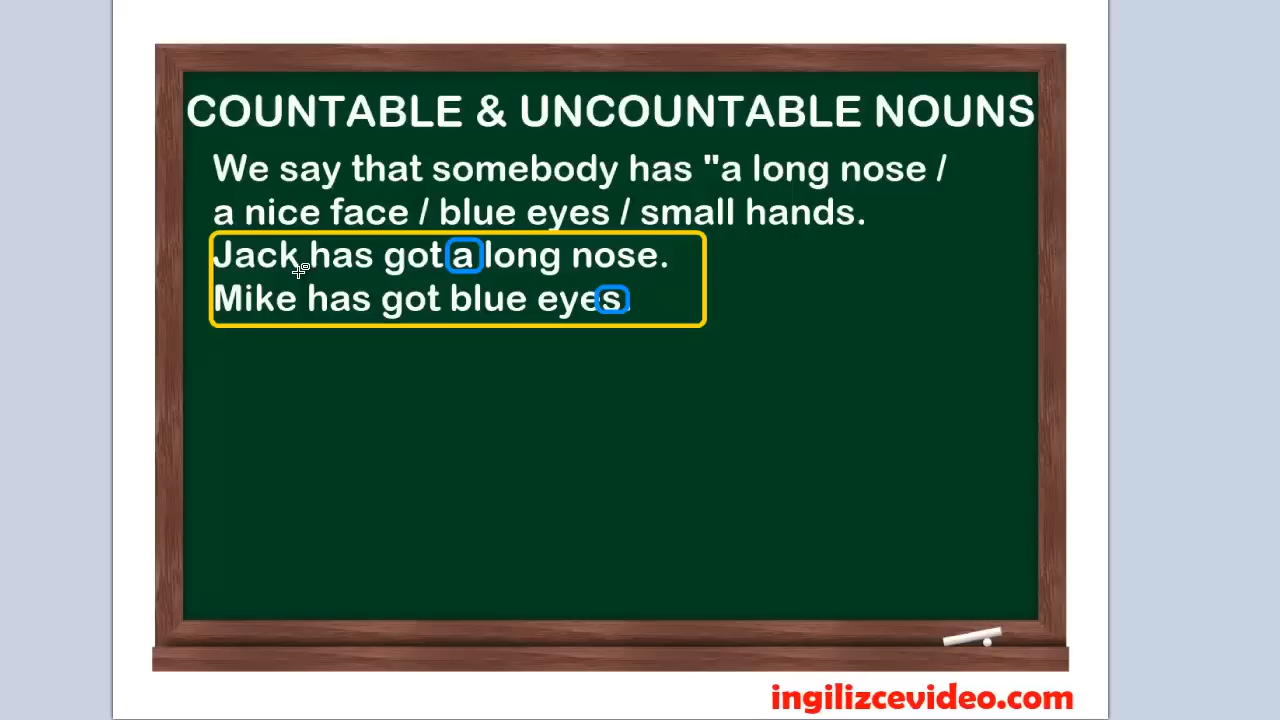 COUNTABLE & UNCOUNTABLE NOUNS
We say that somebody has "a long nose /
a nice face / blue eyes / small hands.
Jack has got a long nose.
Mike has got blue eyes.
ingilizcevideo.com